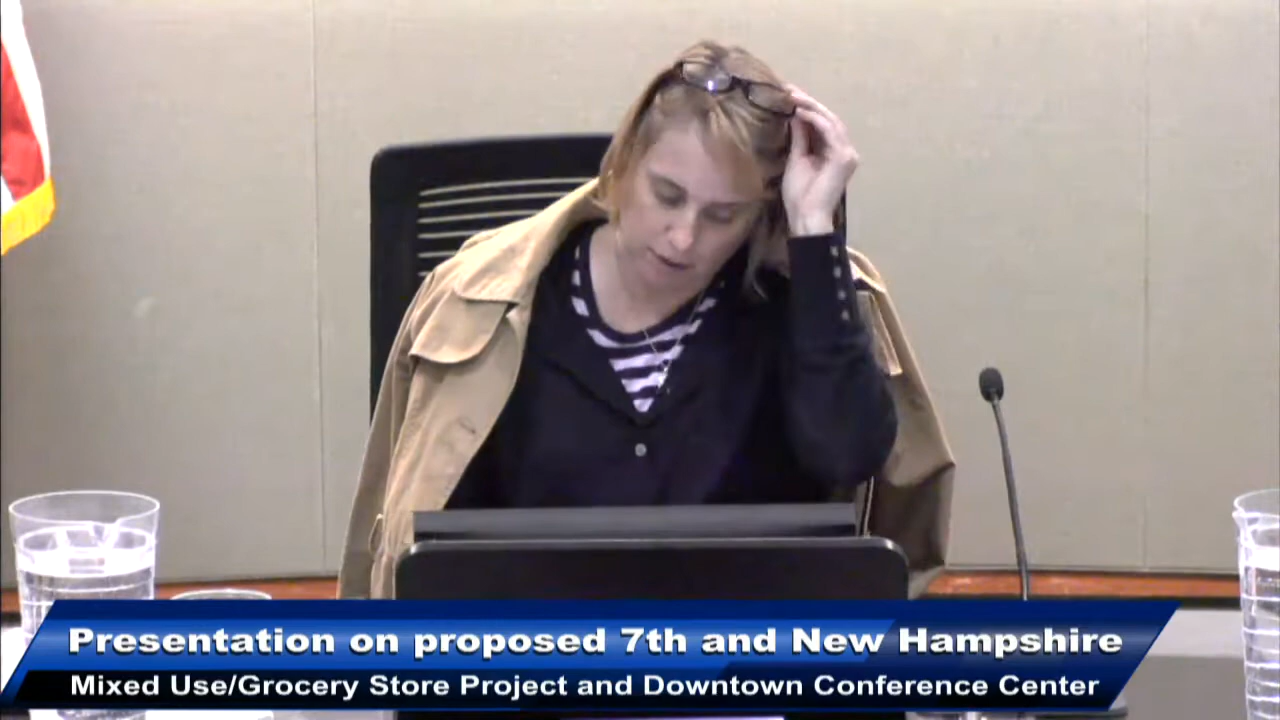 Presentation on proposed 7th and New Hampshire
Mixed Use/Grocery Store Project and Downtown Conference Center